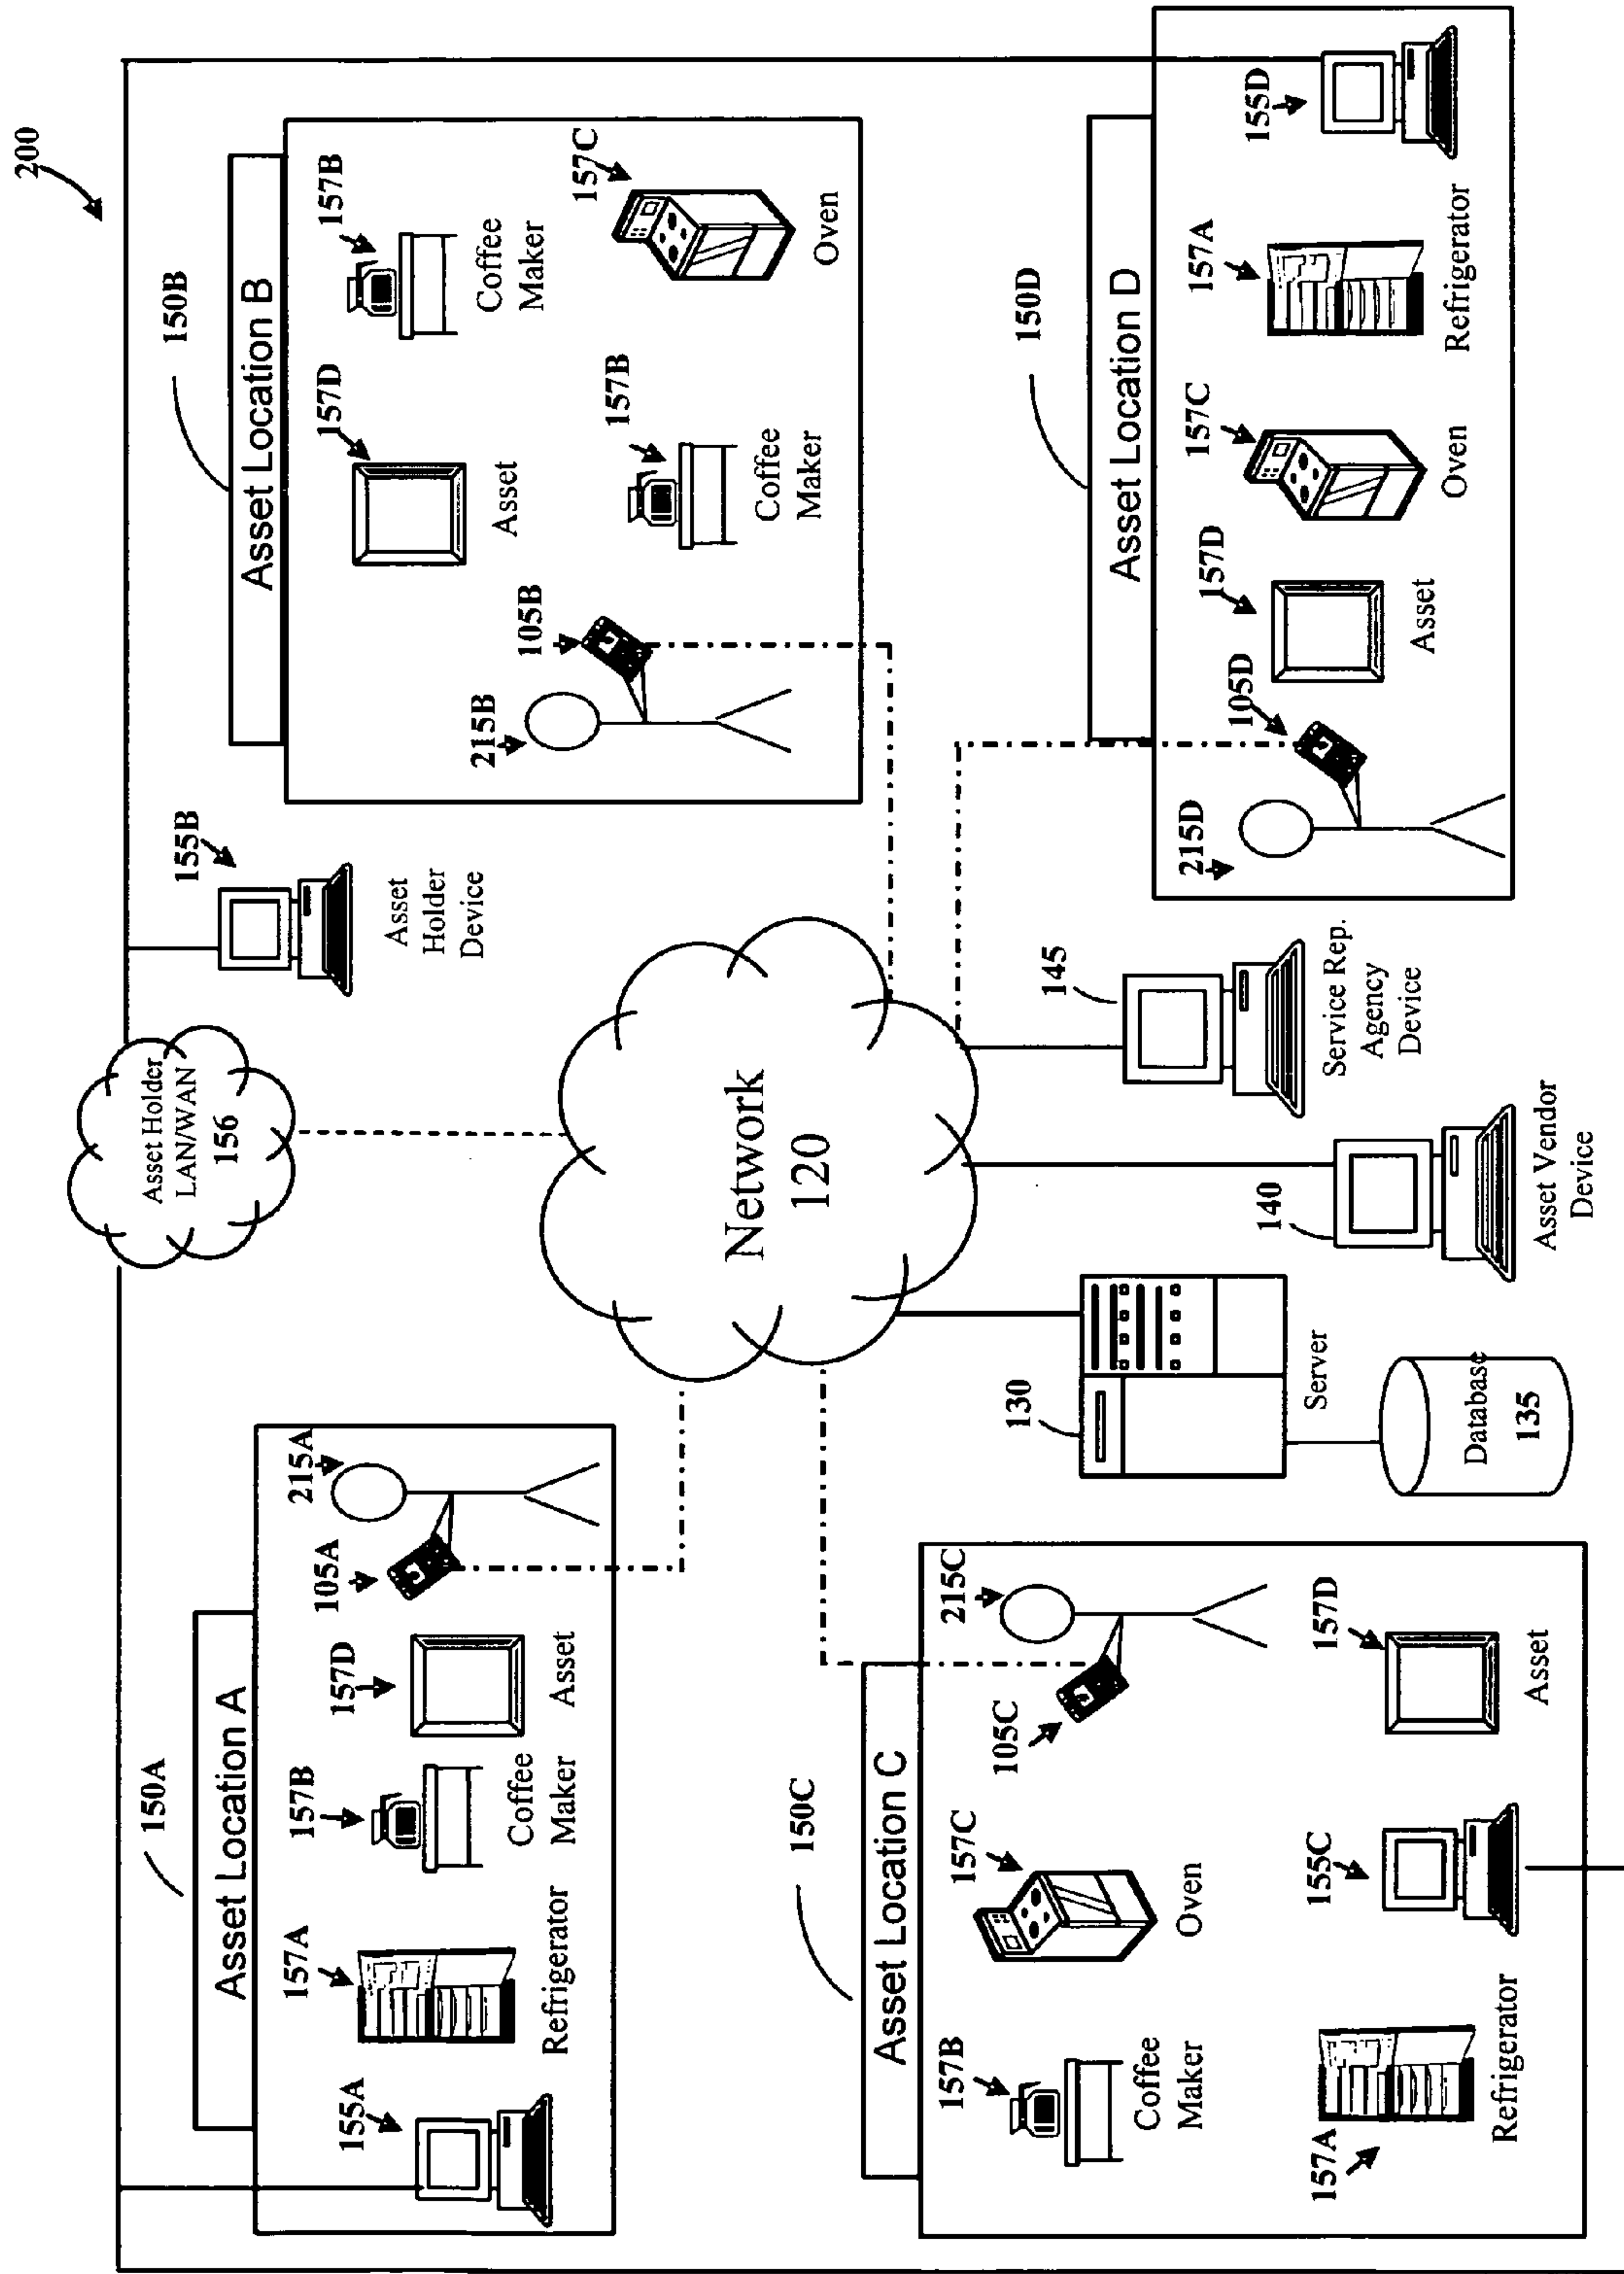 200
Asset Holder
LAN/WAN
156
155B
Asset
Holder
Device
150A
Asset Location A
155A
157A
Refrigerator
157B
Coffee
Maker
157D
Asset
105A
215A
150B
Asset Location B
215B
105B
157D
Asset
157B
Coffee
Maker
157B
Coffee
Maker
157C
Oven
Network
120
150C
Asset Location C
157B
Coffee
Maker
157C
Oven
105C
215C
157A
Refrigerator
155C
157D
Asset
130
Server
Database
135
140
Asset Vendor
Device
145
Service Rep.
Agency
Device
150D
Asset Location D
215D
105D
157D
Asset
157C
Oven
157A
Refrigerator
155D